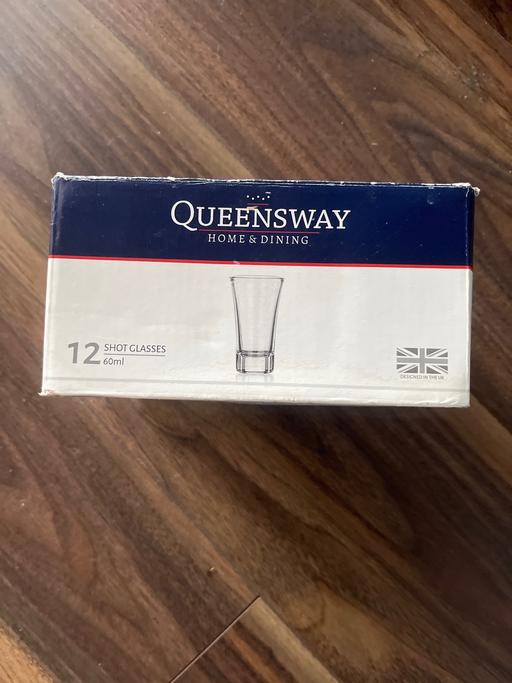 QUEENSWAY
HOME & DINING
12 SHOT GLASSES
60ml
DESIGNED IN THE UK